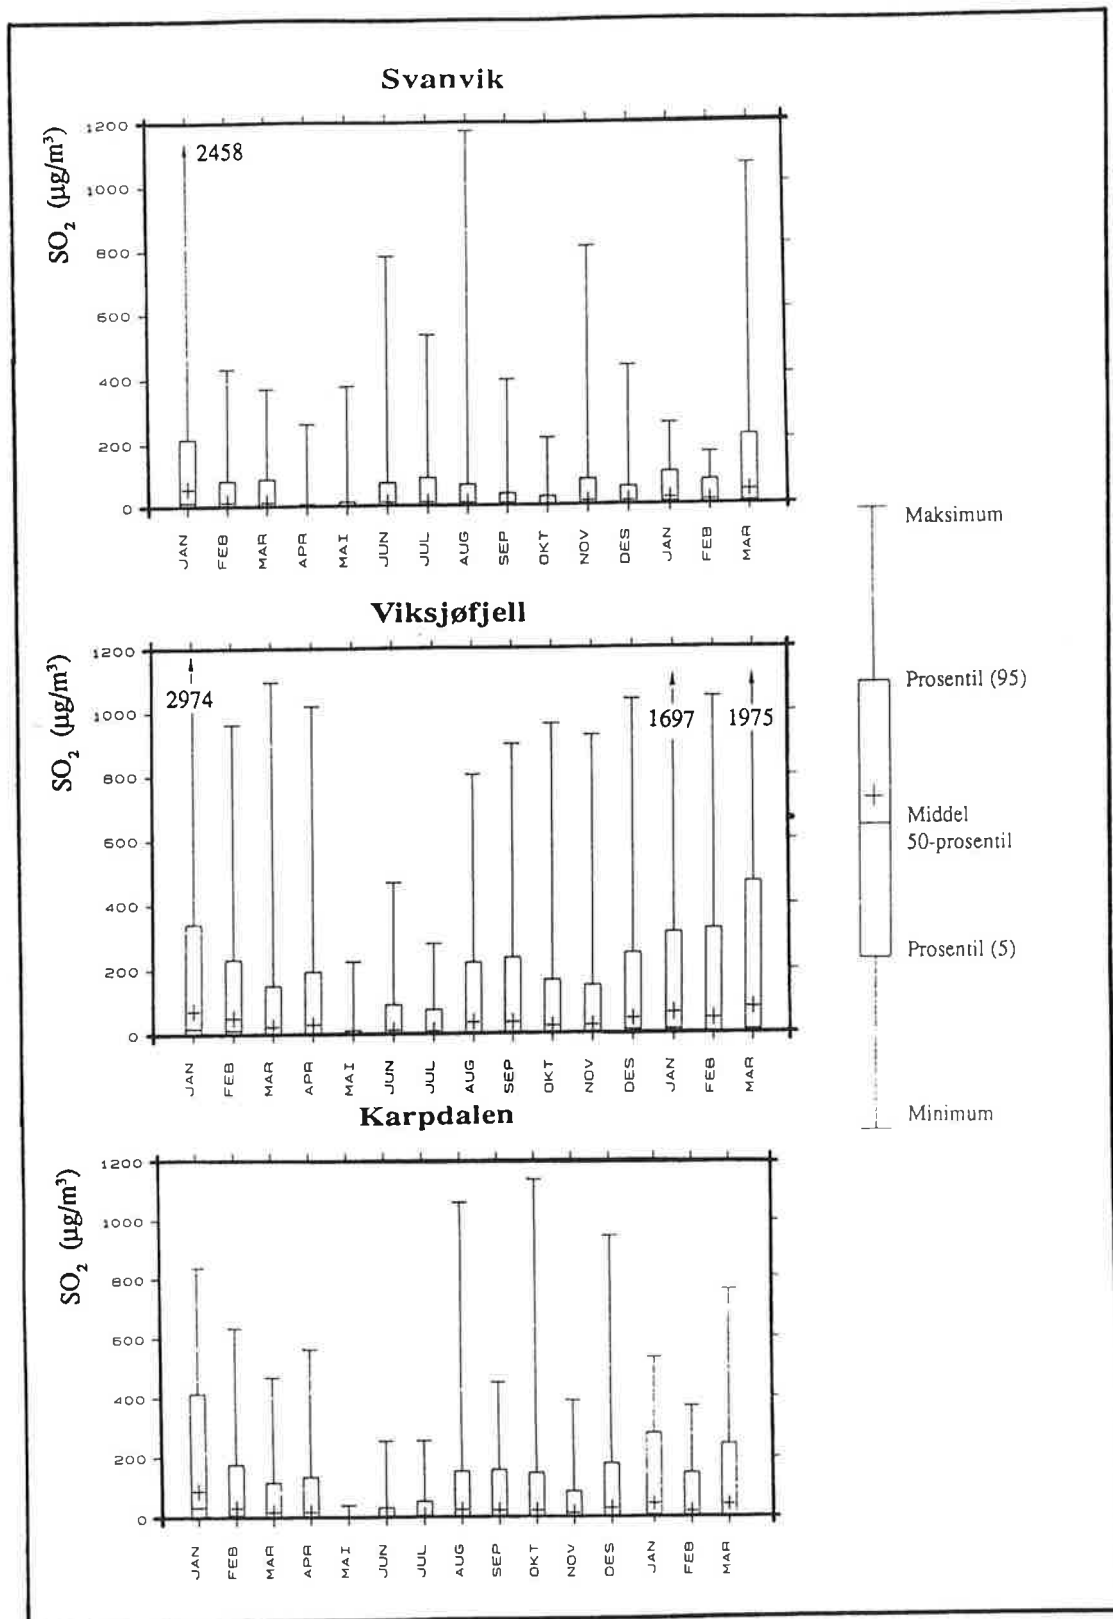 Svanvik
SO₂ (µg/m³)
1200
1000
800
600
400
200
0
2458
JAN FEB MAR APR MAI JUN JUL AUG SEP OKT NOV DES JAN FEB MAR
Viksjøfjell
SO₂ (µg/m³)
1200
1000
800
600
400
200
0
2974
1697
1975
JAN FEB MAR APR MAI JUN JUL AUG SEP OKT NOV DES JAN FEB MAR
Karpdalen
SO₂ (µg/m³)
1200
1000
800
600
400
200
0
JAN FEB MAR APR MAI JUN JUL AUG SEP OKT NOV DES JAN FEB MAR
Maksimum
Prosentil (95)
Middel
50-prosentil
Prosentil (5)
Minimum